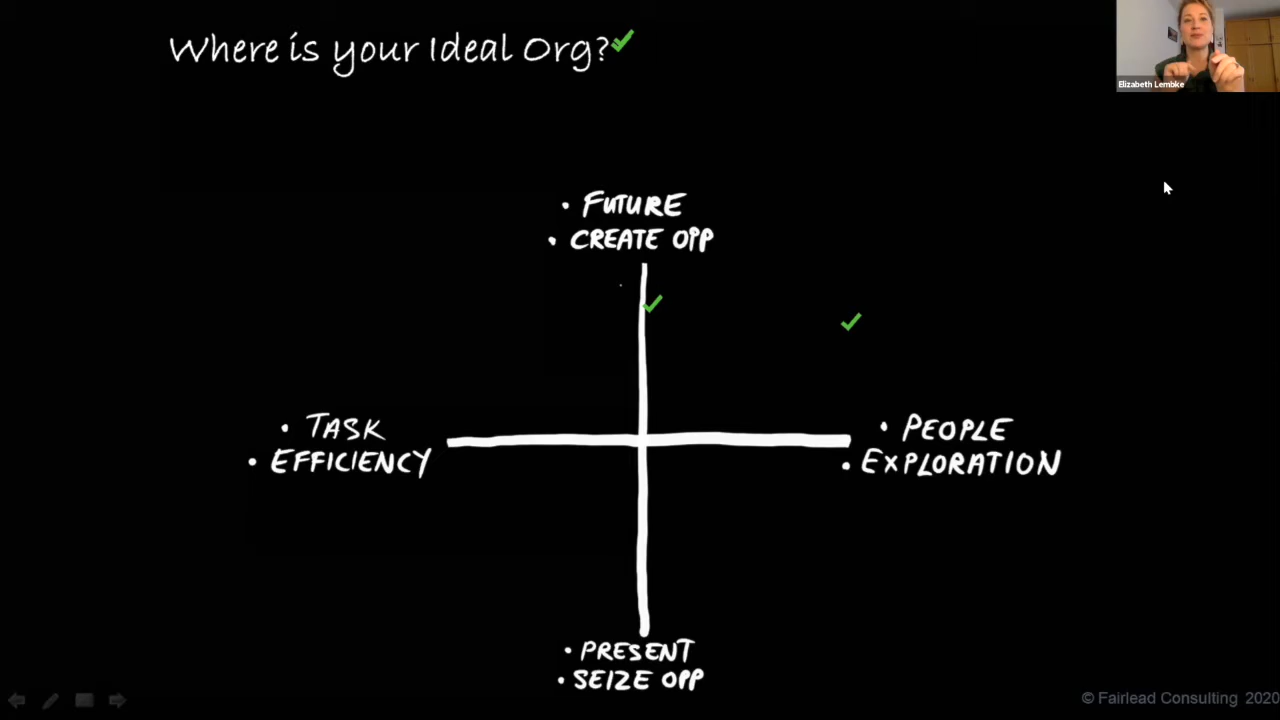 Where is your Ideal Org?
Elizabeth Lembke
• FUTURE
• CREATE OPP
• TASK
• EFFICIENCY
• PEOPLE
• EXPLORATION
• PRESENT
• SEIZE OPP
© Fairlead Consulting 2020